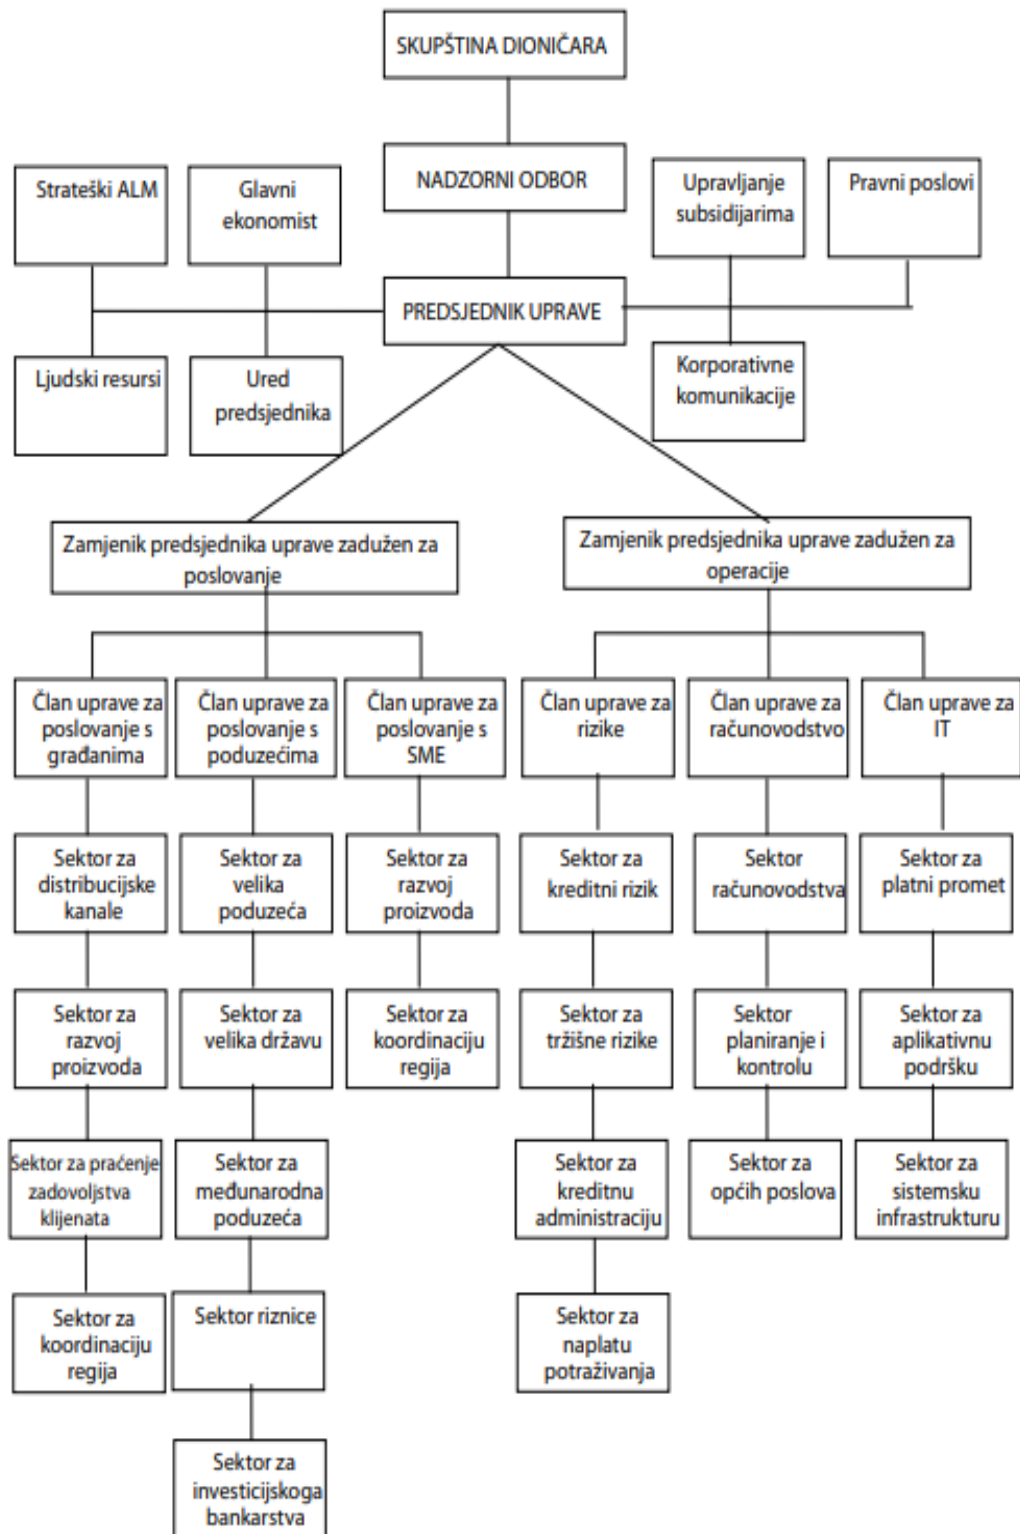 SKUPŠTINA DIONIČARA
NADZORNI ODBOR
Strateški ALM
Glavni
ekonomist
Upravljanje
subsidijarima
Pravni poslovi
PREDSJEDNIK UPRAVE
Ljudski resursi
Ured
predsjednika
Korporativne
komunikacije
Zamjenik predsjednika uprave zadužen za
poslovanje
Zamjenik predsjednika uprave zadužen za
operacije
Član uprave za
poslovanje s
građanima
Član uprave za
poslovanje s
poduzećima
Član uprave za
poslovanje s
SME
Član uprave za
rizike
Član uprave za
računovodstvo
Član uprave za
IT
Sektor za
distribucijske
kanale
Sektor za
velika
poduzeća
Sektor za
razvoj
proizvoda
Sektor za
kreditni rizik
Sektor
računovodstva
Sektor za
platni promet
Sektor za
razvoj
proizvoda
Sektor za
velika državu
Sektor za
koordinaciju
regija
Sektor za
tržišne rizike
Sektor
planiranje i
kontrolu
Sektor za
aplikativnu
podršku
Sektor za praćenje
zadovoljstva
klijenata
Sektor za
međunarodna
poduzeća
Sektor za
kreditnu
administraciju
Sektor za
općih poslova
Sektor za
sistemsku
infrastrukturu
Sektor za
koordinaciju
regija
Sektor riznice
Sektor za
naplatu
potraživanja
Sektor za
investicijskoga
bankarstva